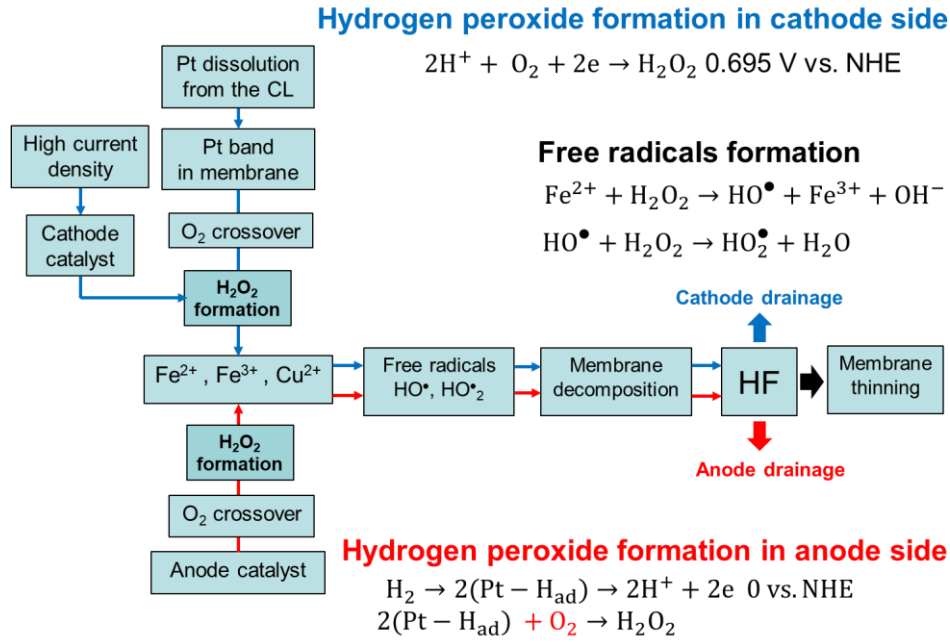 Hydrogen peroxide formation in cathode side
2H⁺ + O₂ + 2e → H₂O₂ 0.695 V vs. NHE
Pt dissolution
from the CL
High current
density
Pt band
in membrane
Free radicals formation
Fe²⁺ + H₂O₂ → HO● + Fe³⁺ + OH⁻
HO● + H₂O₂ → HO₂● + H₂O
Cathode
catalyst
O₂ crossover
H₂O₂
formation
Cathode drainage
Fe²⁺ , Fe³⁺ , Cu²⁺
Free radicals
HO•, HO•₂
Membrane
decomposition
HF
Membrane
thinning
H₂O₂
formation
Anode drainage
O₂ crossover
Anode catalyst
Hydrogen peroxide formation in anode side
H₂ → 2(Pt − H_ad) → 2H⁺ + 2e 0 vs. NHE
2(Pt − H_ad) + O₂ → H₂O₂